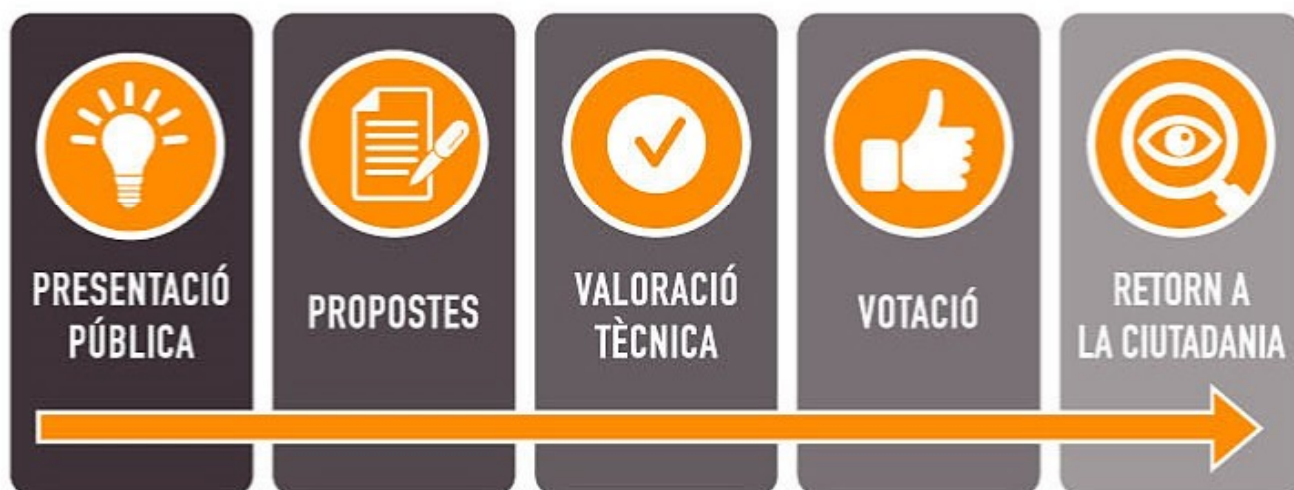 PRESENTACIÓ
PÚBLICA
PROPOSTES
VALORACIÓ
TÈCNICA
VOTACIÓ
RETORN A
LA CIUTADANIA